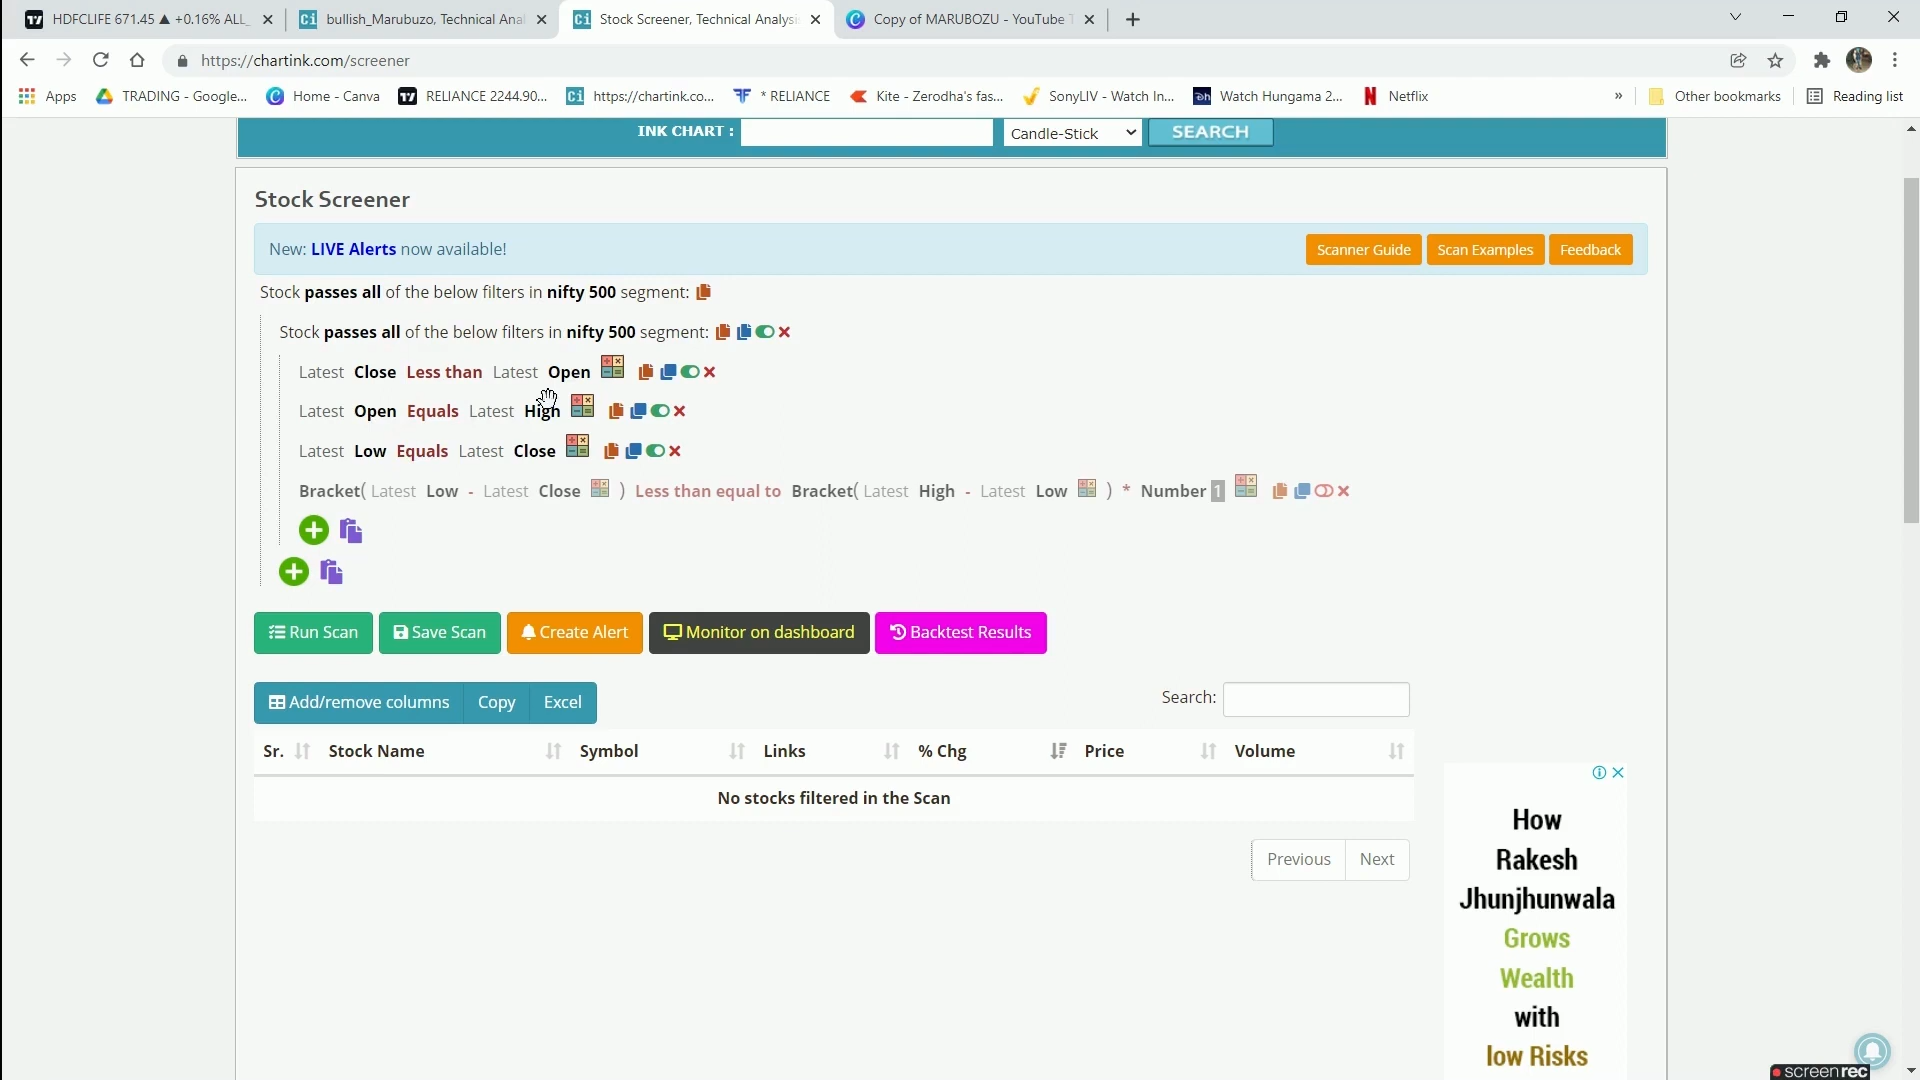 HDFCLIFE 671.45 ▲ +0.16% ALL_
bullish_Marubuzo, Technical Anal
Stock Screener, Technical Analysis
Copy of MARUBOZU - YouTube T
https://chartink.com/screener
Apps
TRADING - Google...
Home - Canva
RELIANCE 2244.90...
https://chartink.co...
* RELIANCE
Kite - Zerodha's fas...
SonyLIV - Watch In...
Watch Hungama 2...
Netflix
»
Other bookmarks
Reading list
INK CHART :
Candle-Stick
SEARCH
Stock Screener
New: LIVE Alerts now available!
Scanner Guide
Scan Examples
Feedback
Stock passes all of the below filters in nifty 500 segment:
Stock passes all of the below filters in nifty 500 segment:
Latest Close Less than Latest Open
Latest Open Equals Latest High
Latest Low Equals Latest Close
Bracket( Latest Low - Latest Close ) Less than equal to Bracket( Latest High - Latest Low ) * Number 1
Run Scan
Save Scan
Create Alert
Monitor on dashboard
Backtest Results
Add/remove columns
Copy
Excel
Search:
Sr. Stock Name Symbol Links % Chg Price Volume
No stocks filtered in the Scan
Previous
Next
How
Rakesh
Jhunjhunwala
Grows
Wealth
with
low Risks
screenrec